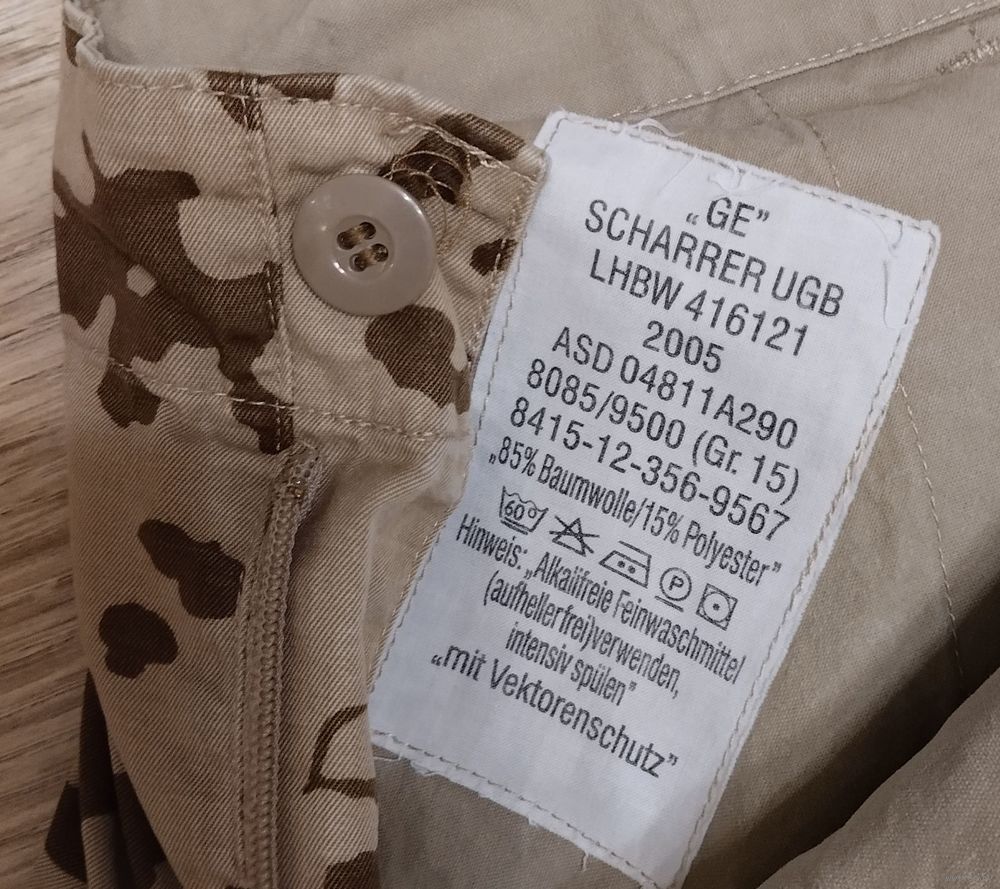 „GE”
SCHARRER UGB
LHBW 416121
2005
ASD 04811A290
8085/9500 (Gr. 15)
8415-12-356-9567
„85% Baumwolle/15% Polyester”
60° P
Hinweis: „Alkalifreie Feinwaschmittel
(aufhellerfrei)verwenden,
intensiv spülen”
„mit Vektorenschutz”